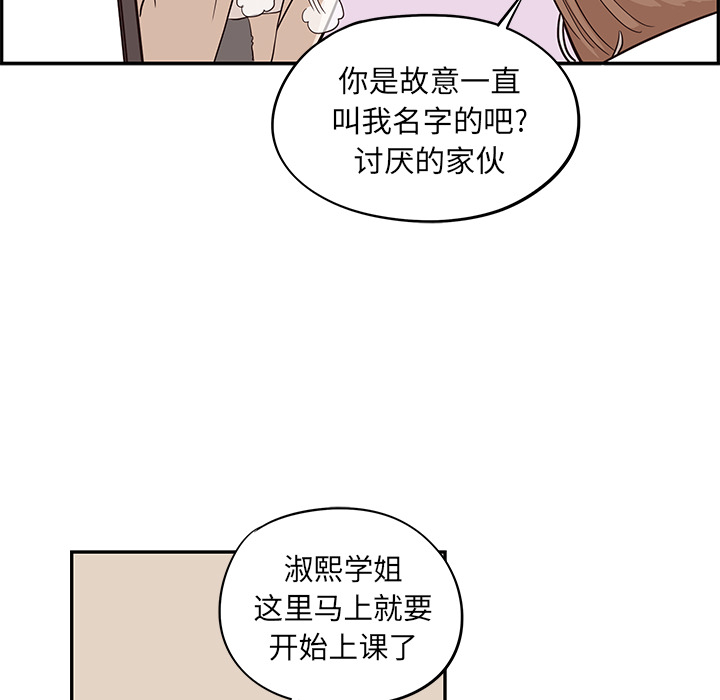 你是故意一直
叫我名字的吧?
讨厌的家伙
淑熙学姐
这里马上就要
开始上课了